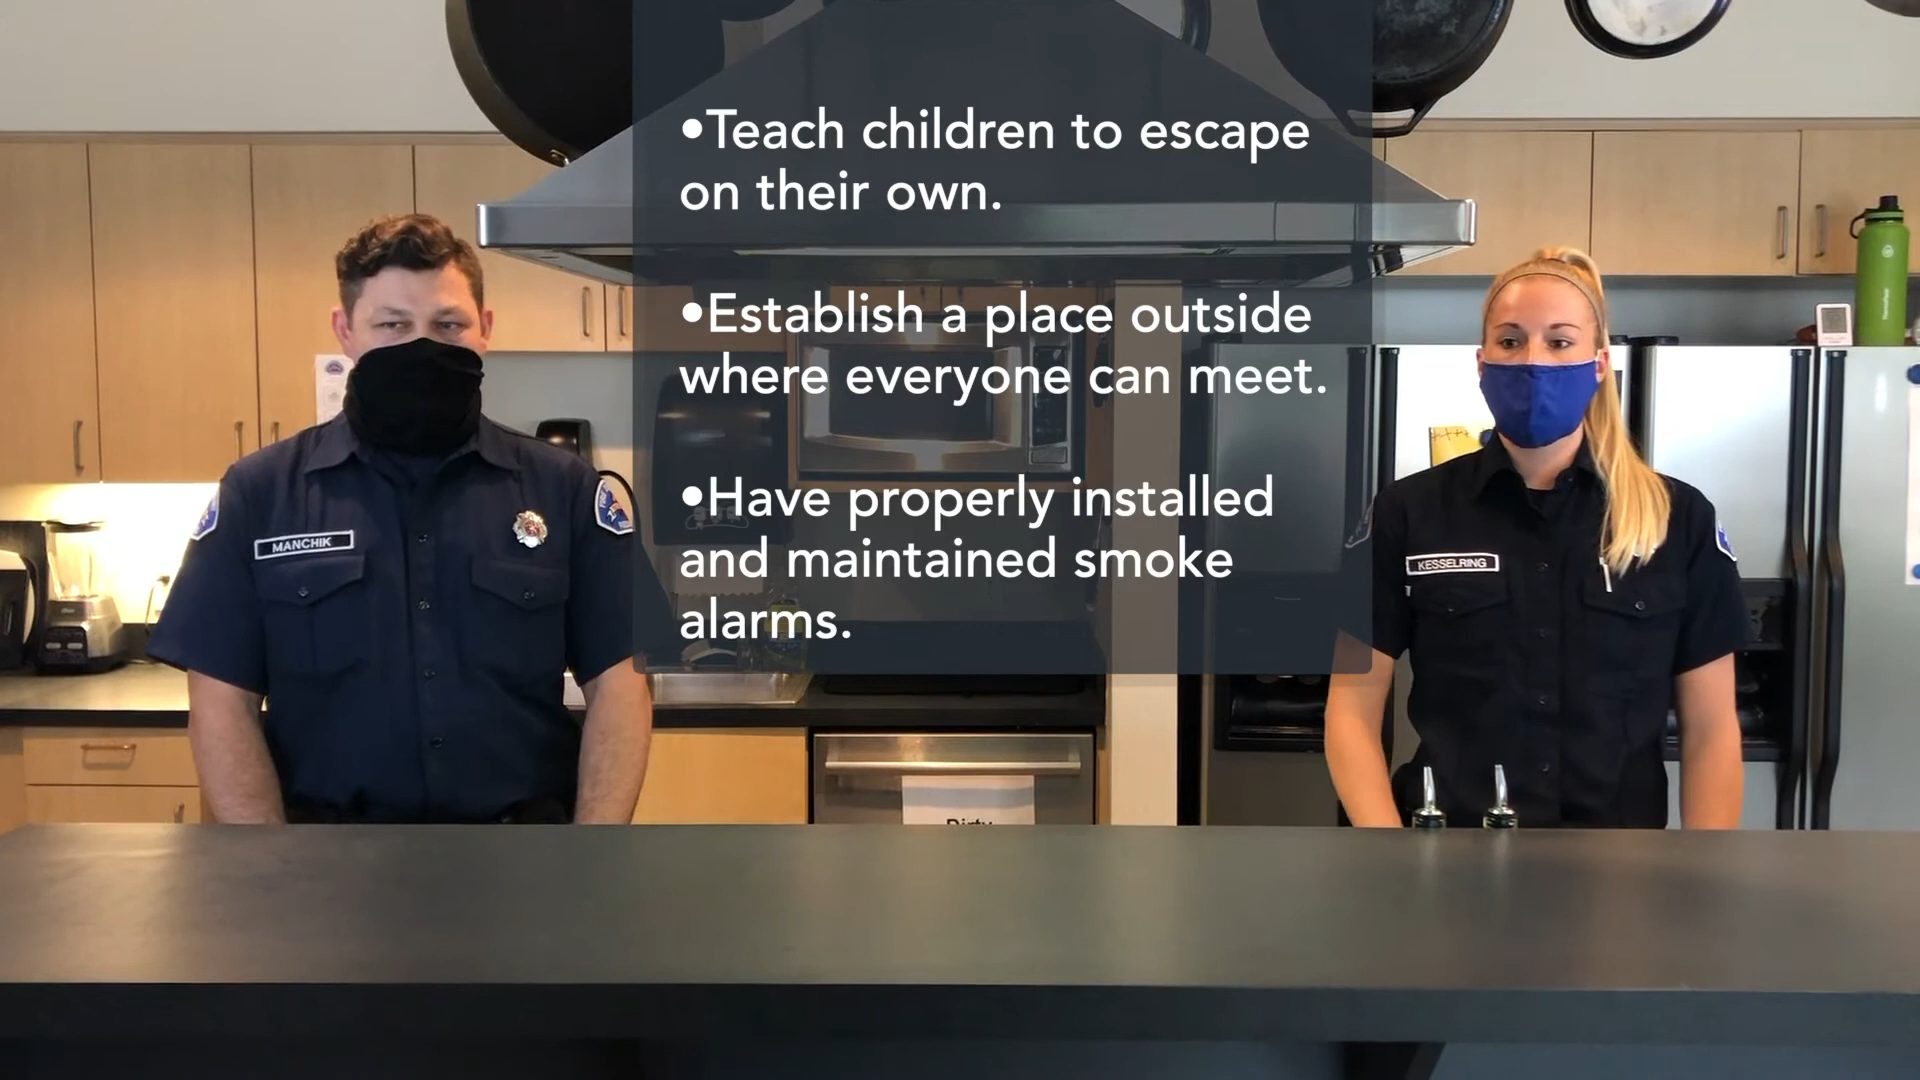 •Teach children to escape
on their own.
•Establish a place outside
where everyone can meet.
•Have properly installed
and maintained smoke
alarms.
MANCHIK
KESSELRING
Dirty